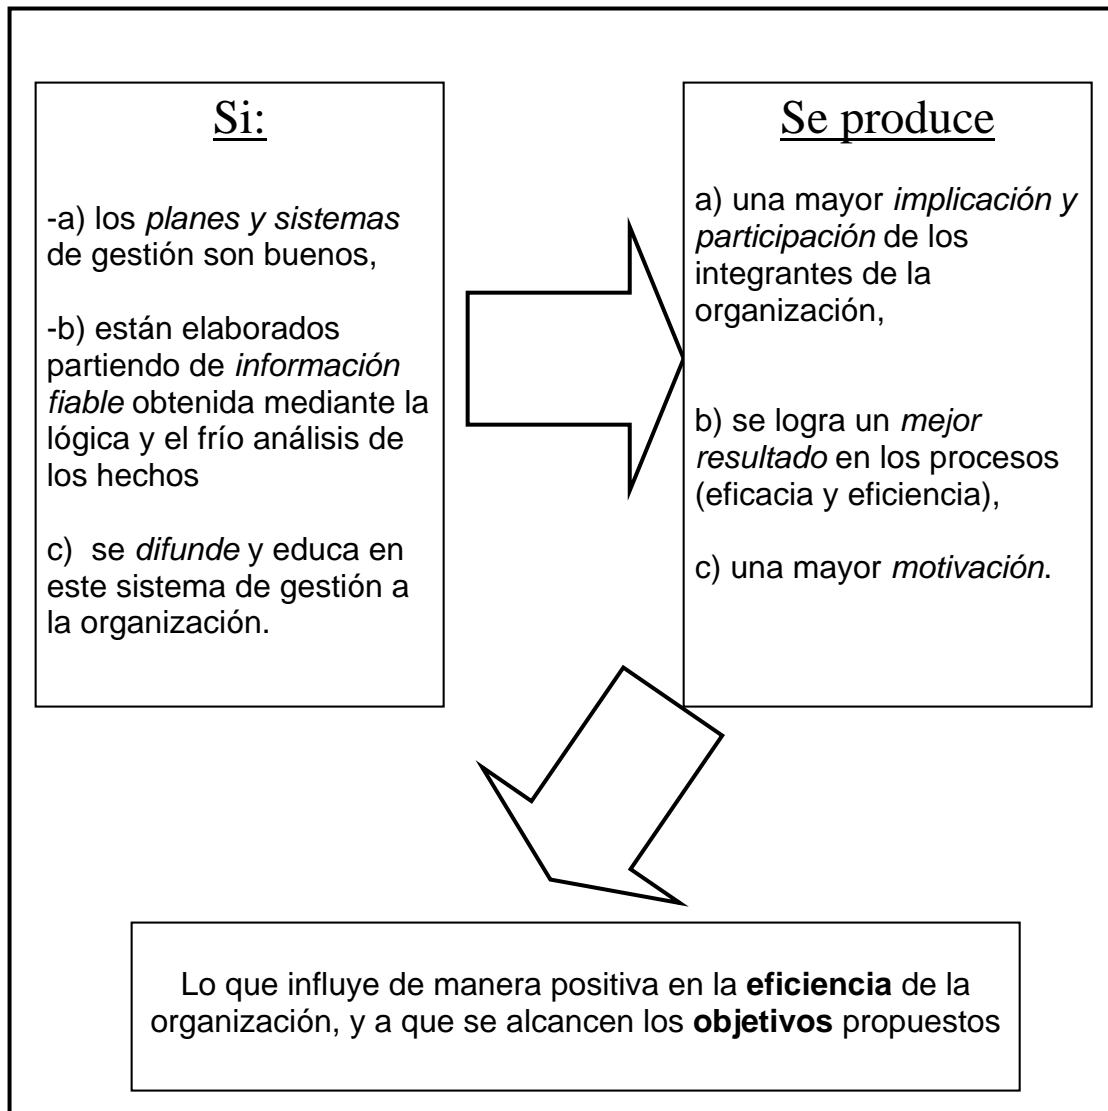 Si:
-a) los planes y sistemas
de gestión son buenos,
-b) están elaborados
partiendo de información
fiable obtenida mediante la
lógica y el frío análisis de
los hechos
c) se difunde y educa en
este sistema de gestión a
la organización.
Se produce
a) una mayor implicación y
participación de los
integrantes de la
organización,
b) se logra un mejor
resultado en los procesos
(eficacia y eficiencia),
c) una mayor motivación.
Lo que influye de manera positiva en la eficiencia de la
organización, y a que se alcancen los objetivos propuestos